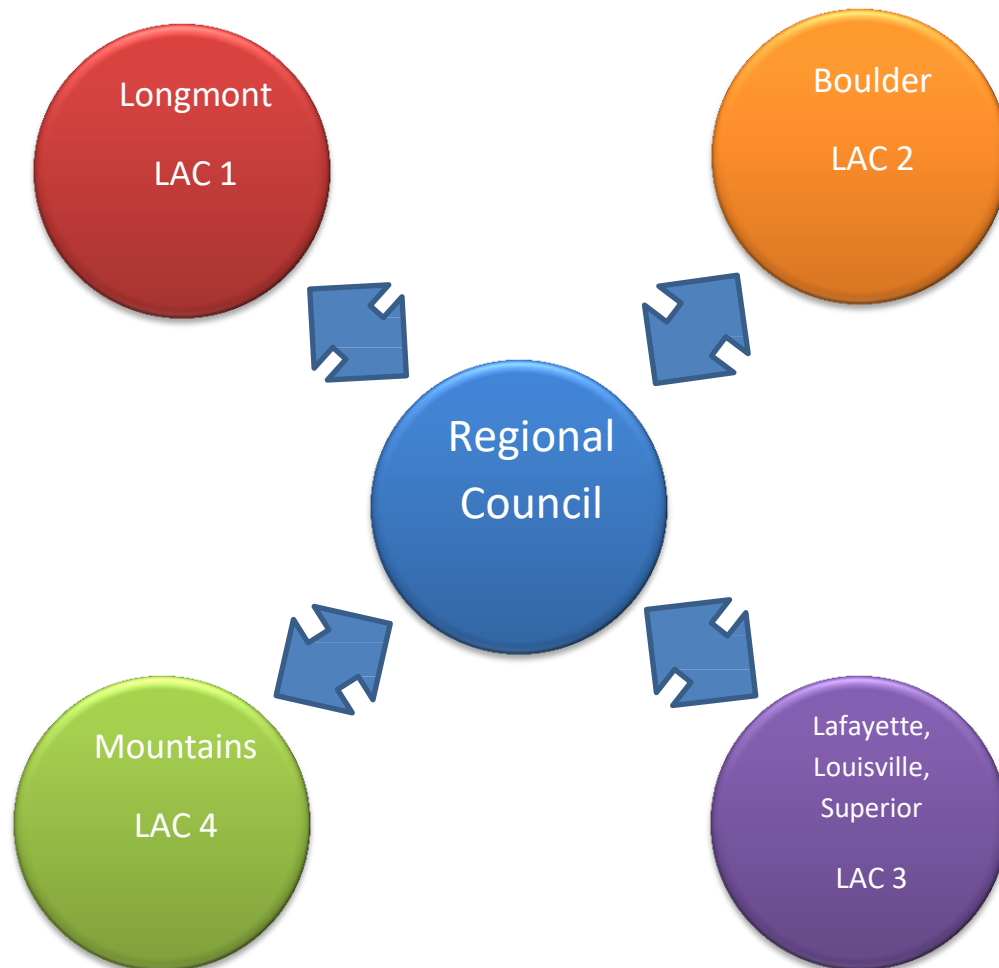 Longmont
LAC 1
Boulder
LAC 2
Regional
Council
Mountains
LAC 4
Lafayette,
Louisville,
Superior
LAC 3